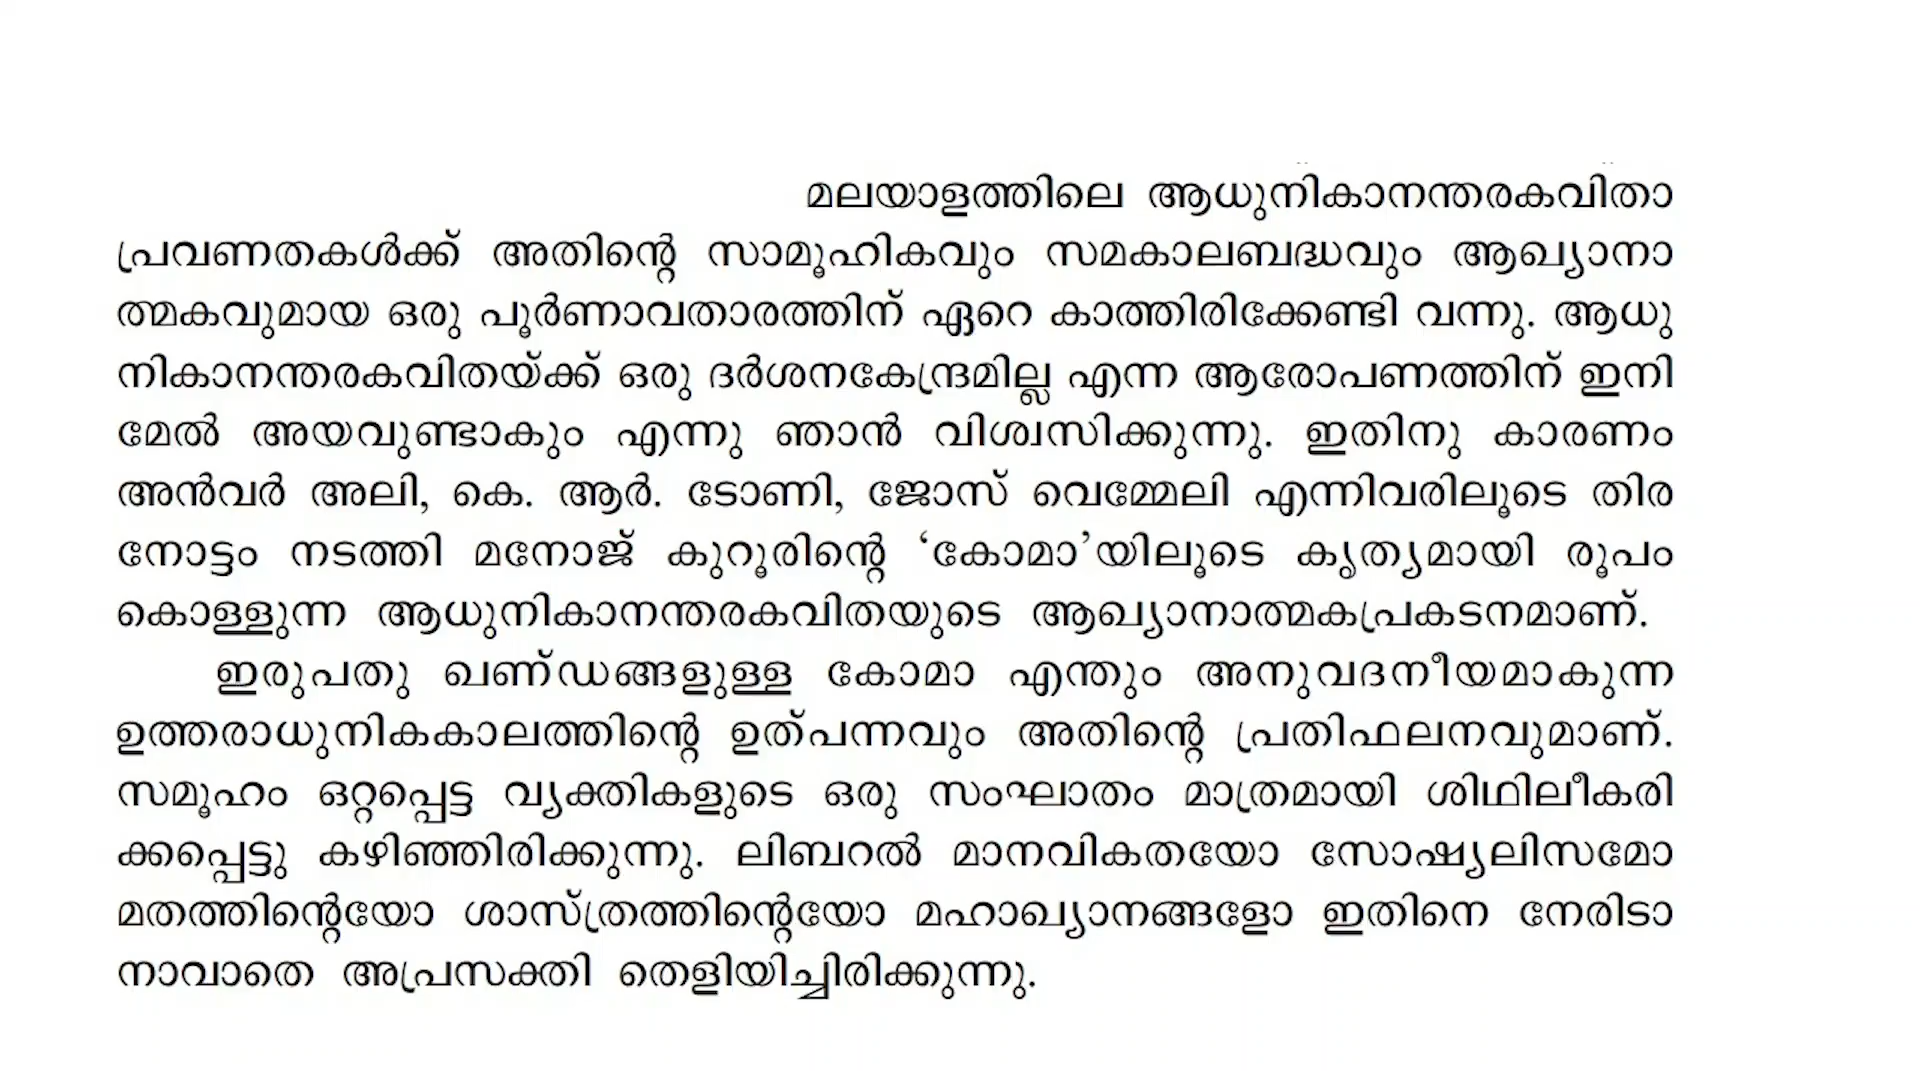 മലയാളത്തിലെ ആധുനികാനന്തരകവിതാ
പ്രവണതകൾക്ക് അതിന്റെ സാമൂഹികവും സമകാലബദ്ധവും ആഖ്യാനാ
ത്മകവുമായ ഒരു പൂർണാവതാരത്തിന് ഏറെ കാത്തിരിക്കേണ്ടി വന്നു. ആധു
നികാനന്തരകവിതയ്ക്ക് ഒരു ദർശനകേന്ദ്രമില്ല എന്ന ആരോപണത്തിന് ഇനി
മേൽ അയവുണ്ടാകും എന്നു ഞാൻ വിശ്വസിക്കുന്നു. ഇതിനു കാരണം
അൻവർ അലി, കെ. ആർ. ടോണി, ജോസ് വെമ്മേലി എന്നിവരിലൂടെ തിര
നോട്ടം നടത്തി മനോജ് കുറൂരിന്റെ ‘കോമാ’യിലൂടെ കൃത്യമായി രൂപം
കൊള്ളുന്ന ആധുനികാനന്തരകവിതയുടെ ആഖ്യാനാത്മകപ്രകടനമാണ്.
ഇരുപതു ഖണ്ഡങ്ങളുള്ള കോമാ എന്തും അനുവദനീയമാകുന്ന
ഉത്തരാധുനികകാലത്തിന്റെ ഉത്പന്നവും അതിന്റെ പ്രതിഫലനവുമാണ്.
സമൂഹം ഒറ്റപ്പെട്ട വ്യക്തികളുടെ ഒരു സംഘാതം മാത്രമായി ശിഥിലീകരി
ക്കപ്പെട്ടു കഴിഞ്ഞിരിക്കുന്നു. ലിബറൽ മാനവികതയോ സോഷ്യലിസമോ
മതത്തിന്റെയോ ശാസ്ത്രത്തിന്റെയോ മഹാഖ്യാനങ്ങളോ ഇതിനെ നേരിടാ
നാവാതെ അപ്രസക്തി തെളിയിച്ചിരിക്കുന്നു.